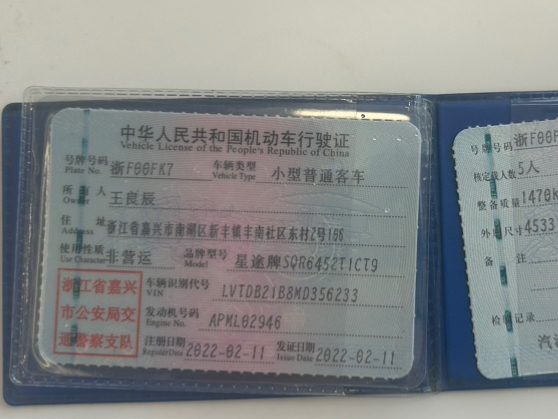 中华人民共和国机动车行驶证
Vehicle License of the People's Republic of China
号牌号码 浙F00FK7 车辆类型 小型普通客车
Plate No. Vehicle Type
所有人 王良辰
Owner
住址 浙江省嘉兴市南湖区新丰镇丰南社区东村2号186
Address
使用性质 非营运 品牌型号 星途牌SQR6452T1CT9
Use Character Model
浙江省嘉兴
市公安局交
通警察支队
车辆识别代号 LVTDB21B8MD356233
VIN
发动机号码 APML02946
Engine No.
注册日期 2022-02-11 发证日期 2022-02-11
Register Date Issue Date
号牌号码 浙F00F
核定载人数 5人
整备质量 1470k
外廓尺寸 4533
备注
检验记录